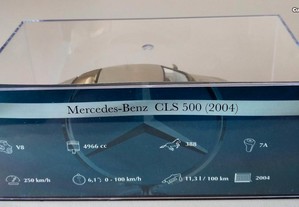 Mercedes-Benz CLS 500 (2004)
V8 4966 cc 388 7A
250 km/h 6,1") 0 - 100 km/h 11,3 l / 100 km 2004